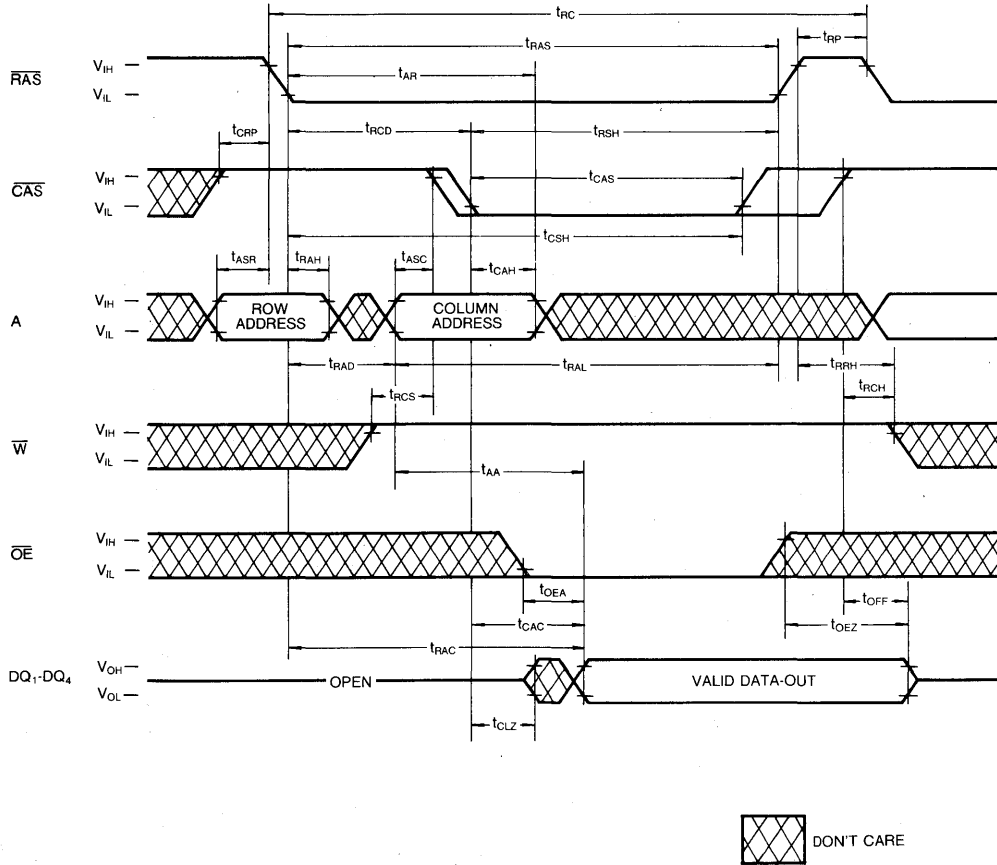 tRC
tRAS
tRP
tAR
RAS
VIH
VIL
tCRP
tRCD
tRSH
CAS
VIH
VIL
tCAS
tCSH
tASR
tRAH
tASC
tCAH
A
VIH
VIL
ROW
ADDRESS
COLUMN
ADDRESS
tRAD
tRAL
tRRH
tRCS
tRCH
W
VIH
VIL
tAA
OE
VIH
VIL
tOEA
tOFF
tCAC
tOEZ
tRAC
DQ1-DQ4
VOH
VOL
OPEN
VALID DATA-OUT
tCLZ
DON'T CARE